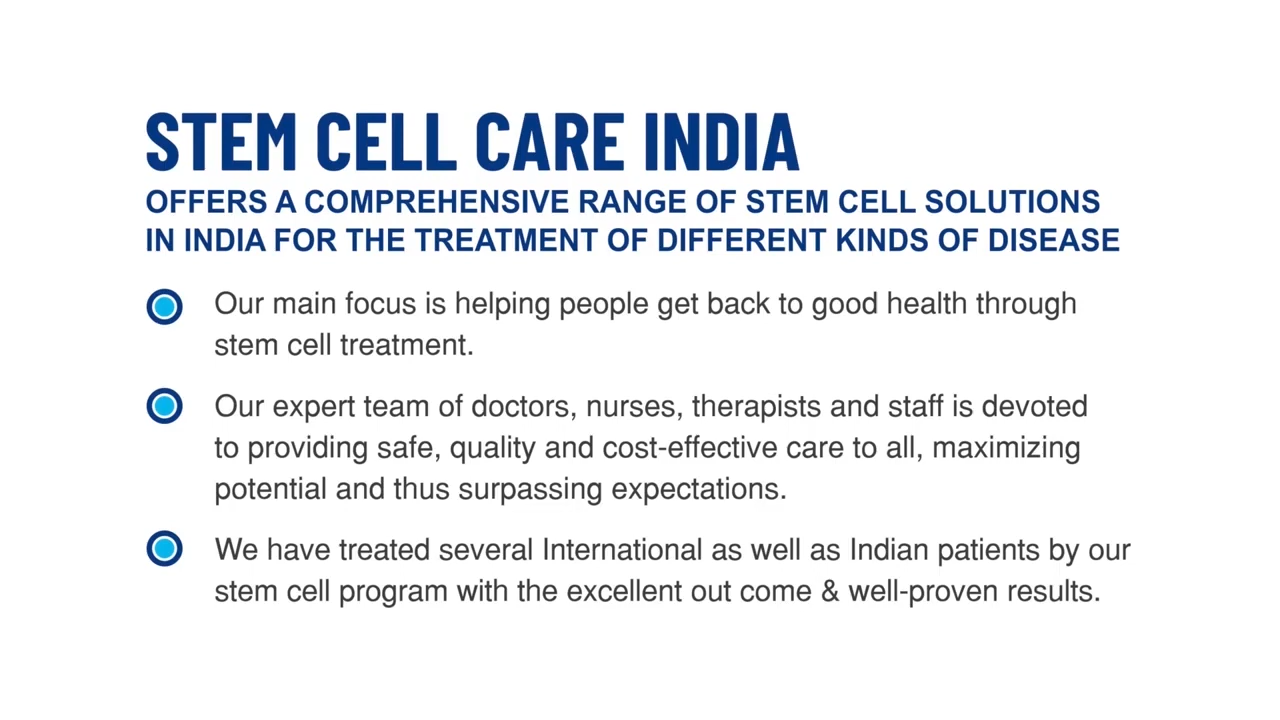 STEM CELL CARE INDIA
OFFERS A COMPREHENSIVE RANGE OF STEM CELL SOLUTIONS
IN INDIA FOR THE TREATMENT OF DIFFERENT KINDS OF DISEASE
Our main focus is helping people get back to good health through
stem cell treatment.
Our expert team of doctors, nurses, therapists and staff is devoted
to providing safe, quality and cost-effective care to all, maximizing
potential and thus surpassing expectations.
We have treated several International as well as Indian patients by our
stem cell program with the excellent out come & well-proven results.